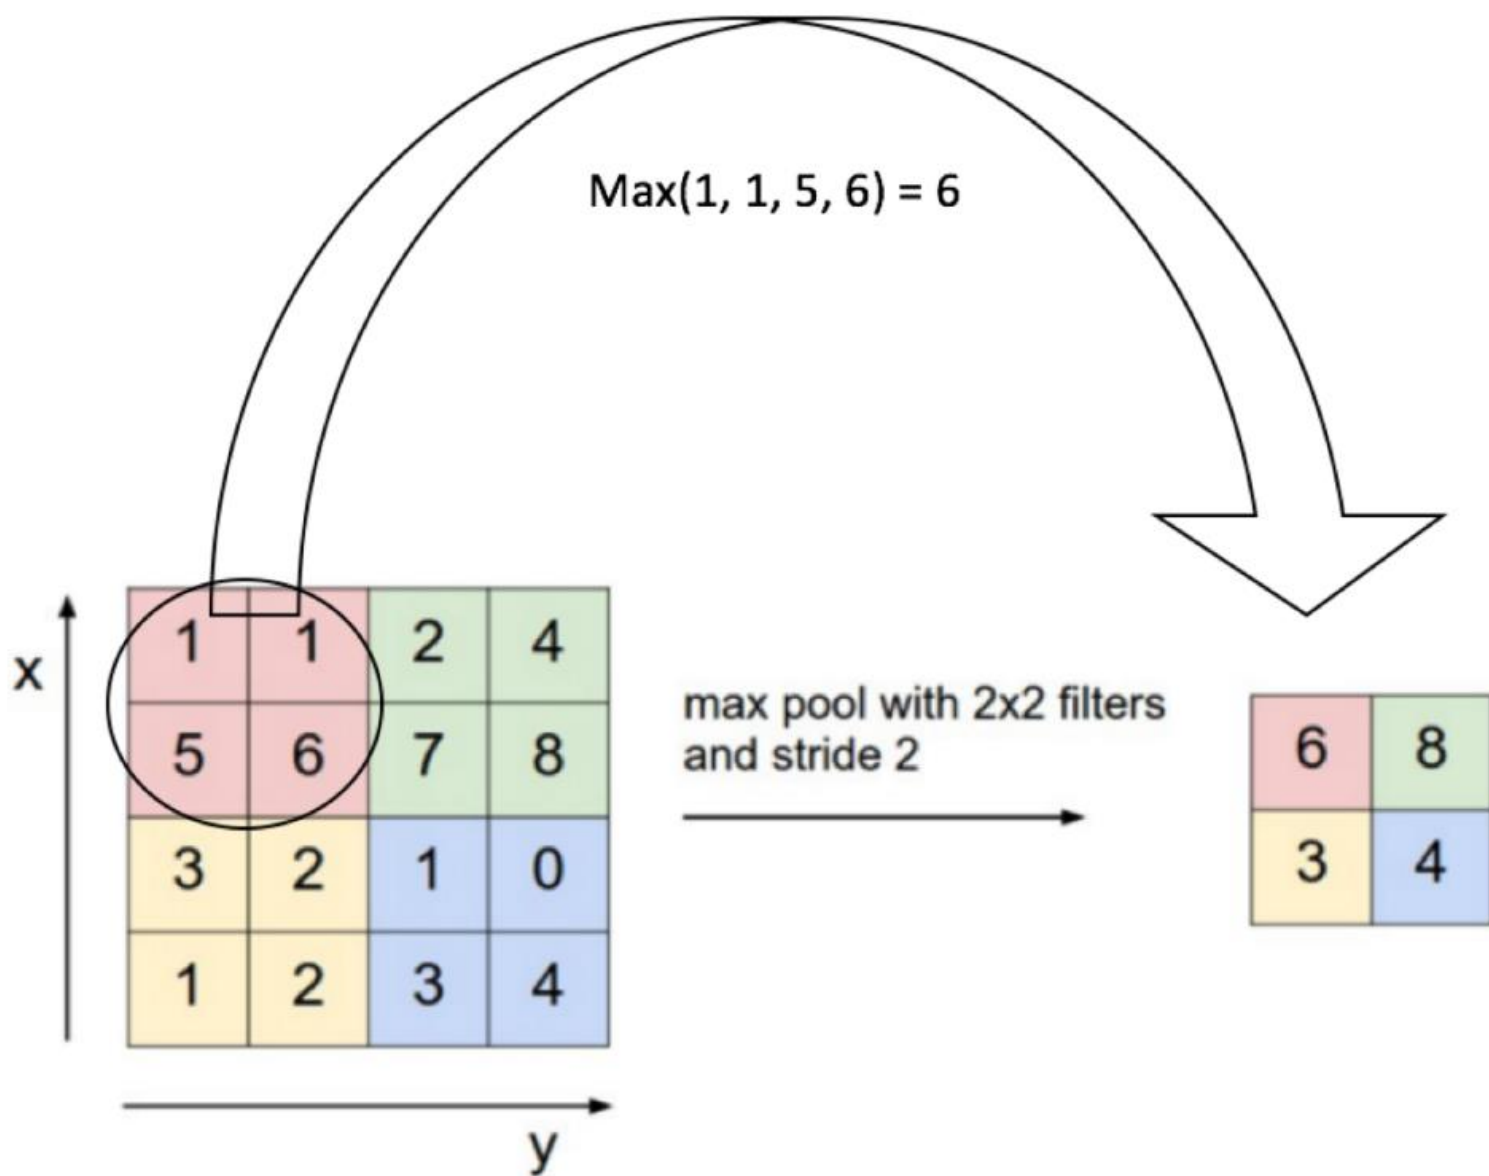 Max(1, 1, 5, 6) = 6
x
1 1 2 4
5 6 7 8
3 2 1 0
1 2 3 4
y
max pool with 2x2 filters
and stride 2
6 8
3 4